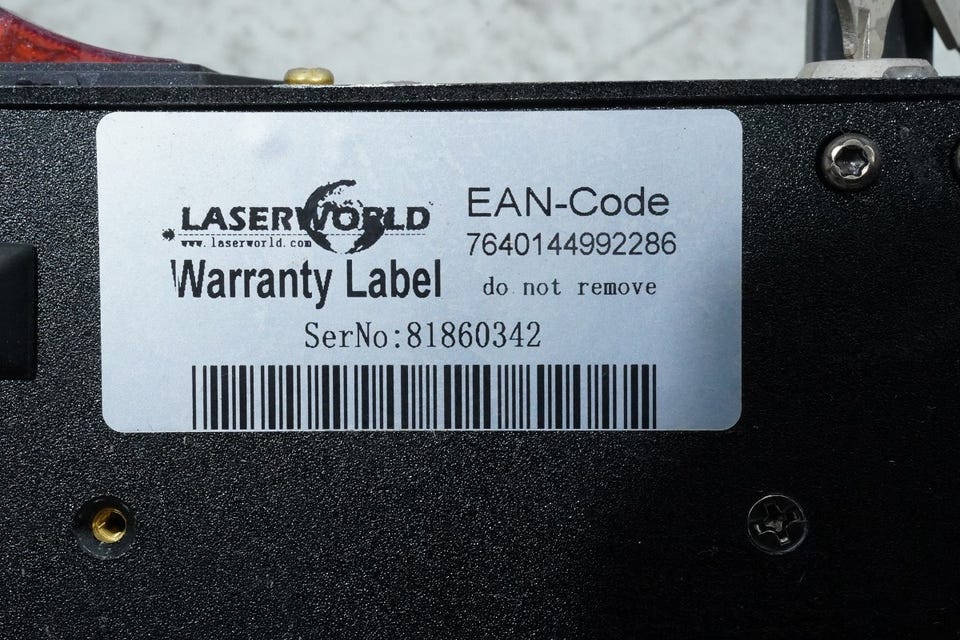 LASERWORLD
www.laserworld.com
Warranty Label
EAN-Code
7640144992286
do not remove
SerNo:81860342